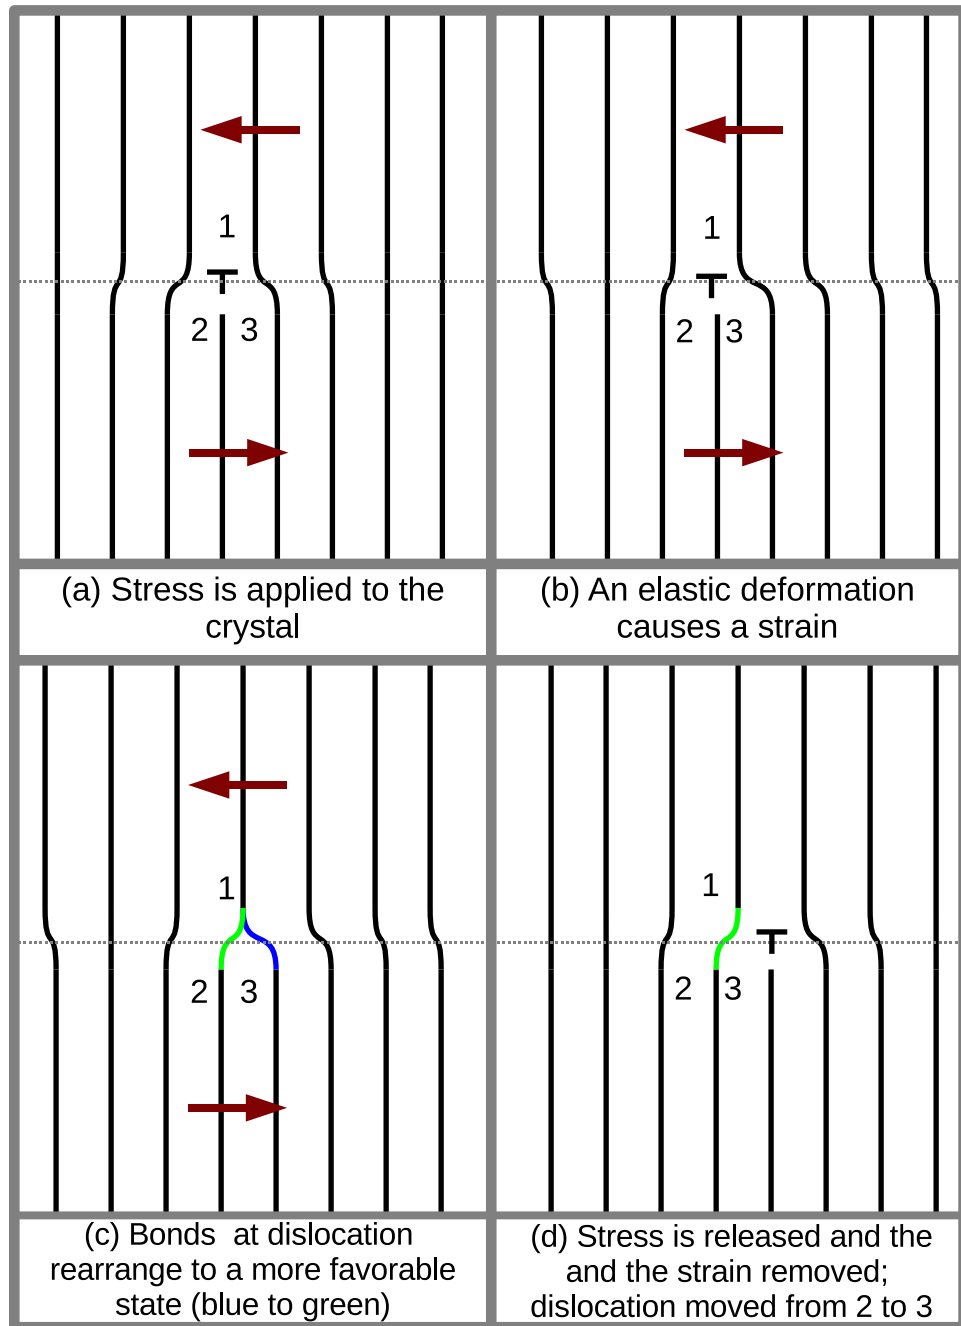 1
2 3
1
2 3
(a) Stress is applied to the
crystal
(b) An elastic deformation
causes a strain
1
2 3
1
2 3
(c) Bonds at dislocation
rearrange to a more favorable
state (blue to green)
(d) Stress is released and the
and the strain removed;
dislocation moved from 2 to 3